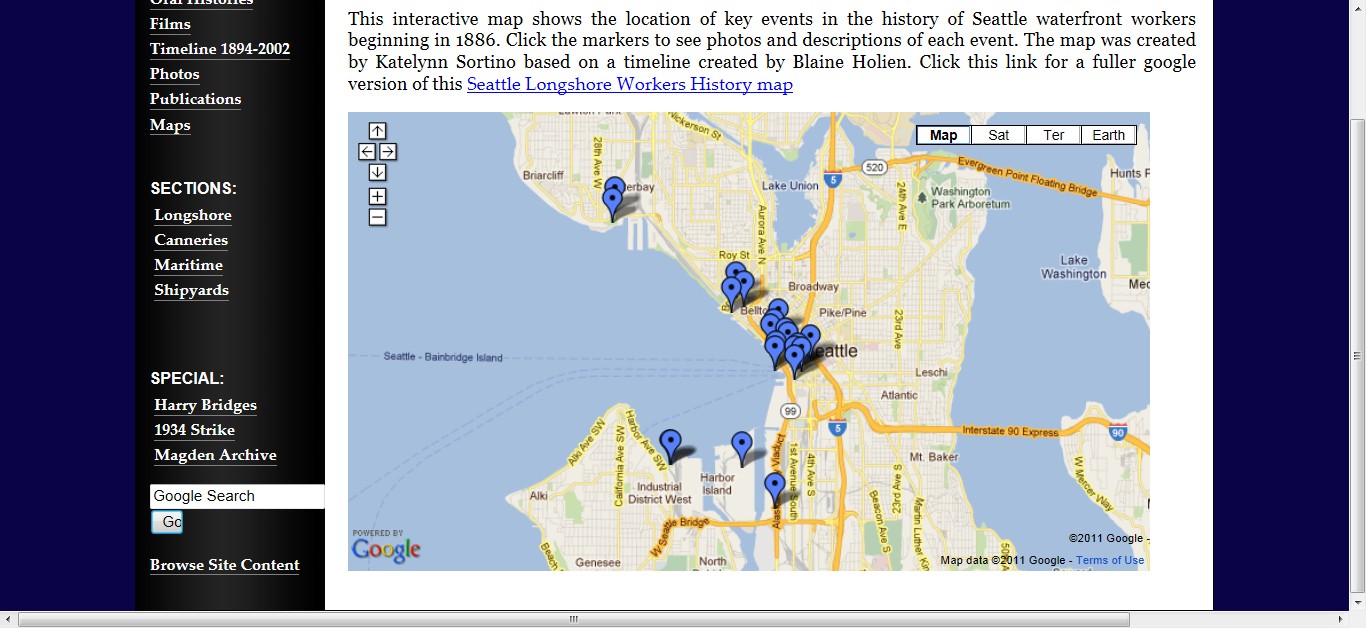 Oral Histories
Films
Timeline 1894-2002
Photos
Publications
Maps
SECTIONS:
Longshore
Canneries
Maritime
Shipyards
SPECIAL:
Harry Bridges
1934 Strike
Magden Archive
Google Search
Go
Browse Site Content
This interactive map shows the location of key events in the history of Seattle waterfront workers
beginning in 1886. Click the markers to see photos and descriptions of each event. The map was created
by Katelynn Sortino based on a timeline created by Blaine Holien. Click this link for a fuller google
version of this Seattle Longshore Workers History map
Map Sat Ter Earth
Lawton Park
Nickerson St
28th Ave W
Briarcliff
erbay
Lake Union
5
520
Evergreen Point Floating Bridge
Hunts P
24th Ave E
Washington
Park Arboretum
Aurora Ave N
Roy St
Lake
Washington
Broadway
Med
Bellto
Pike/Pine
23rd Ave
eattle
Seattle - Bainbridge Island
Leschi
Atlantic
99
5
Interstate 90 Express
90
Alki Ave SW
California Ave SW
Harbor Ave SW
Mt. Baker
W Mercer Way
Harbor
Island
Industrial
District West
Alki
1st Avenue South
4th Ave S
23rd Ave S
Beacon Ave S
Martin Luther King
W Seattle Bridge
Beach
Genesee
North
POWERED BY
Google
©2011 Google -
Map data ©2011 Google - Terms of Use